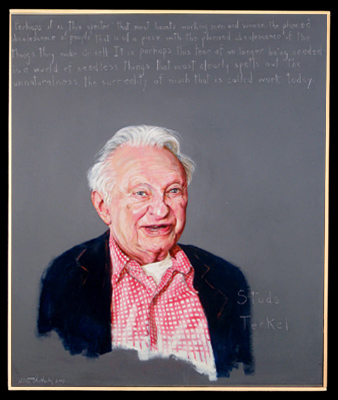 Perhaps it is this specter that most haunts working men and women: the planned
obsolescence of people that is of a piece with the planned obsolescence of the
things they make. Or sell. It is perhaps this fear of no longer being needed
in a world of needless things that most clearly spells out the
unnaturalness, the surreality of much that is called work today.
Studs
Terkel